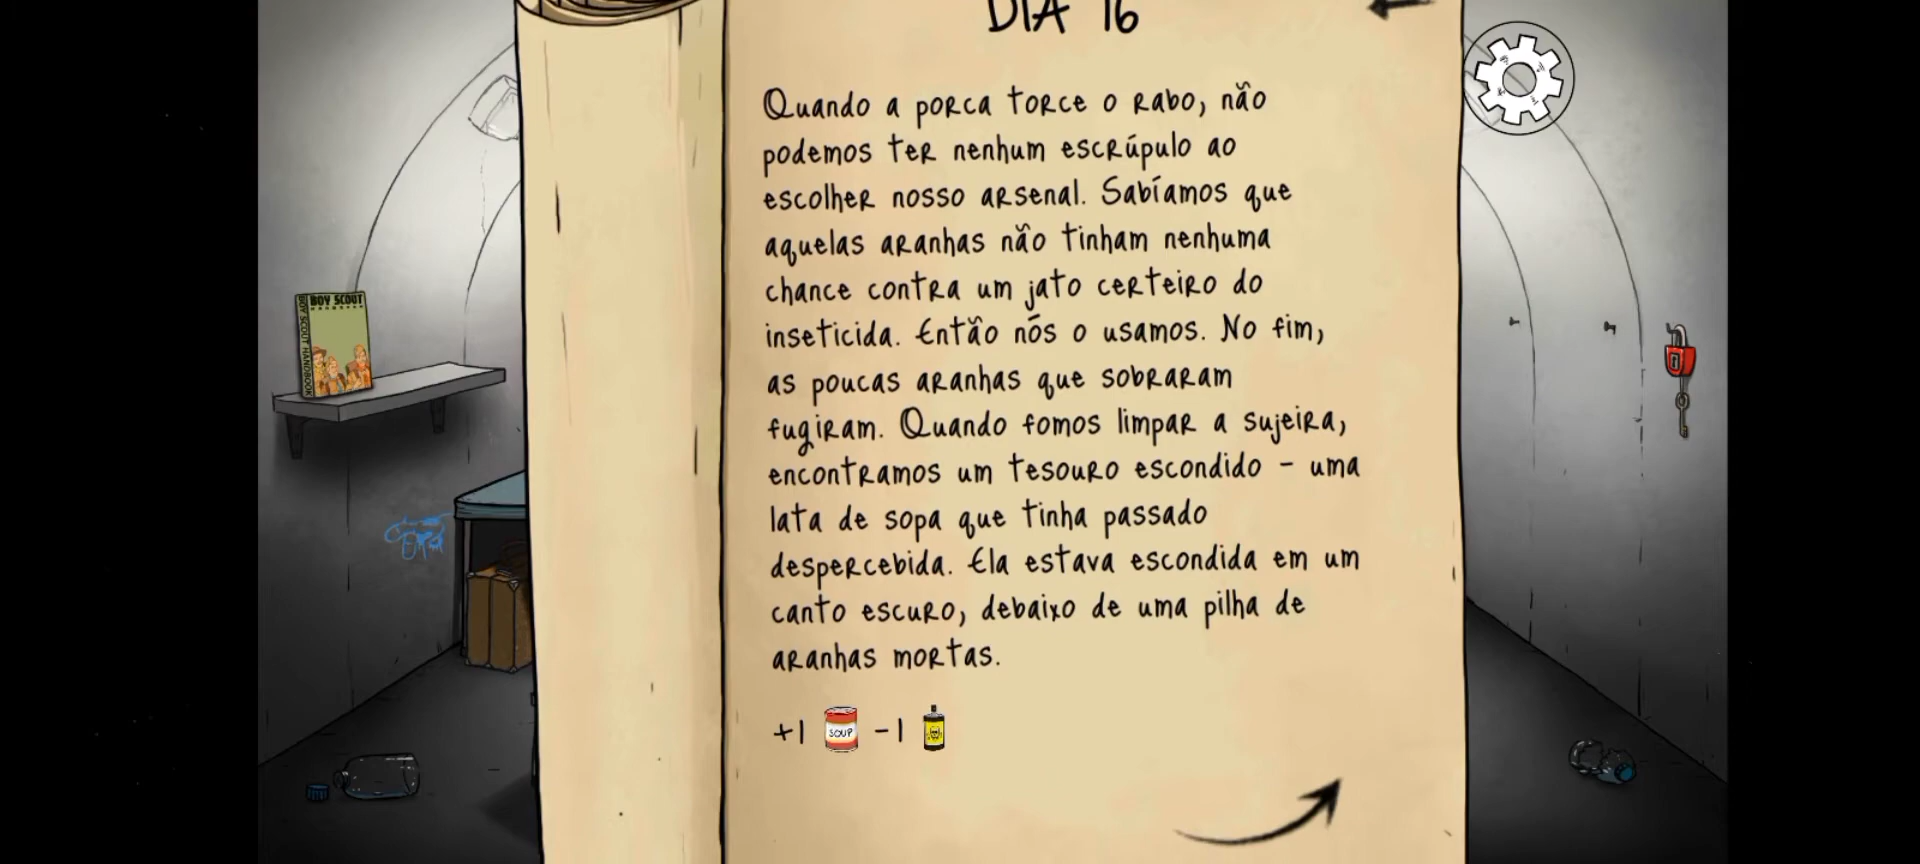 DIA 16
Quando a porca torce o rabo, não
podemos ter nenhum escrúpulo ao
escolher nosso arsenal. Sabíamos que
aquelas aranhas não tinham nenhuma
chance contra um jato certeiro do
inseticida. Então nós o usamos. No fim,
as poucas aranhas que sobraram
fugiram. Quando fomos limpar a sujeira,
encontramos um tesouro escondido - uma
lata de sopa que tinha passado
despercebida. Ela estava escondida em um
canto escuro, debaixo de uma pilha de
aranhas mortas.
+1 SOUP -1
BOY SCOUT
HANDBOOK
BOY SCOUT HANDBOOK